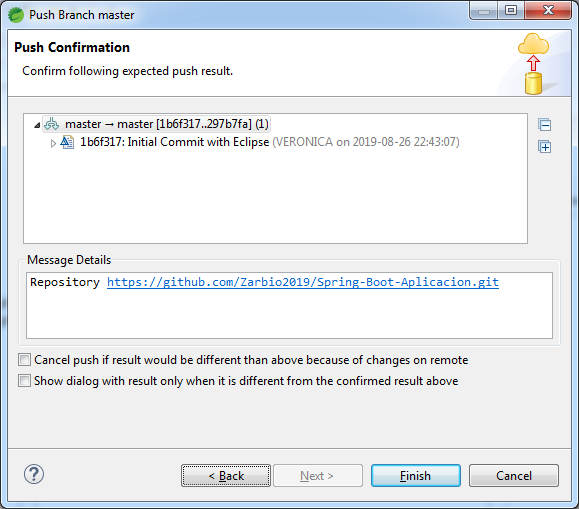 Push Branch master
Push Confirmation
Confirm following expected push result.
master → master [1b6f317..297b7fa] (1)
1b6f317: Initial Commit with Eclipse (VERONICA on 2019-08-26 22:43:07)
Message Details
Repository https://github.com/Zarbio2019/Spring-Boot-Aplicacion.git
Cancel push if result would be different than above because of changes on remote
Show dialog with result only when it is different from the confirmed result above
< Back Next > Finish Cancel